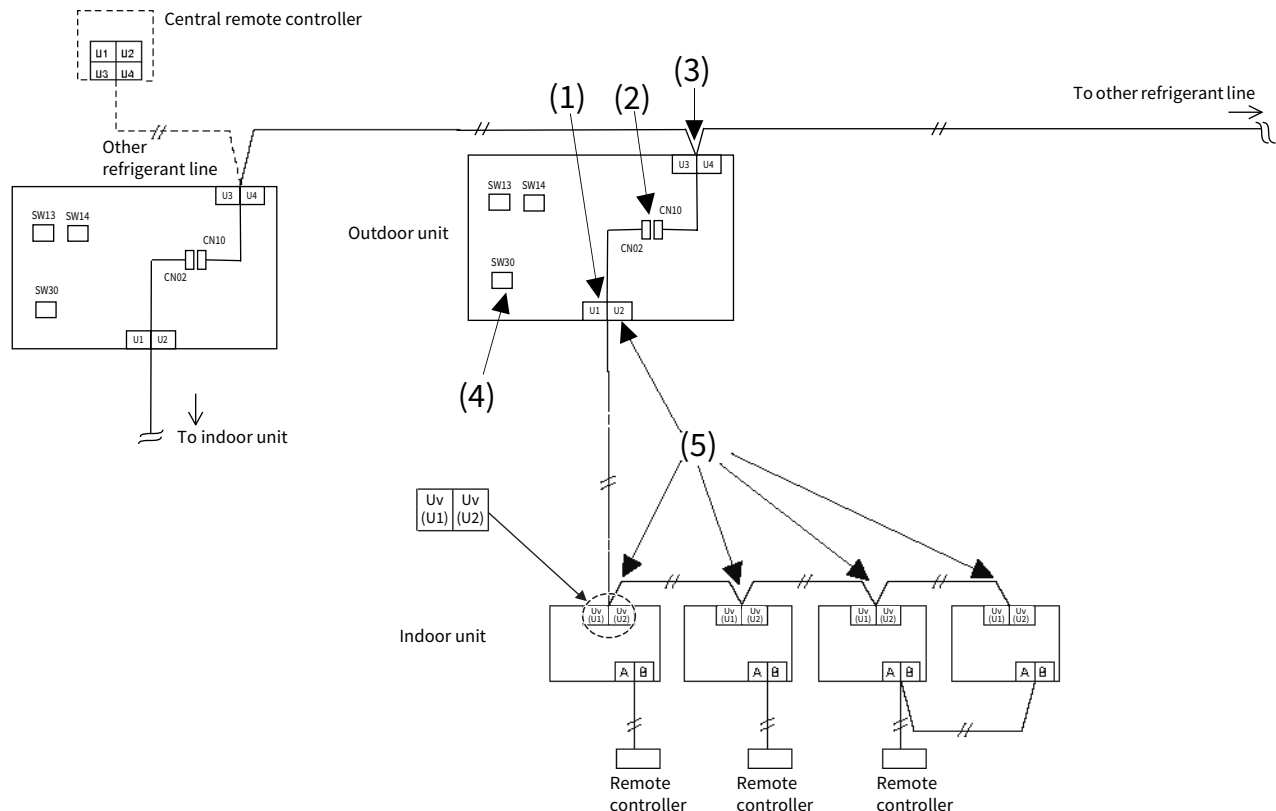 Central remote controller
U1 U2
U3 U4
(1)
(2)
(3)
To other refrigerant line
Other
refrigerant line
U3 U4
SW13 SW14
CN10
CN02
SW30
U1 U2
To indoor unit
Outdoor unit
U3 U4
SW13 SW14
CN10
CN02
SW30
U1 U2
(4)
(5)
Uv Uv
(U1) (U2)
Indoor unit
Uv Uv
(U1) (U2)
A B
Uv Uv
(U1) (U2)
A B
Uv Uv
(U1) (U2)
A B
Uv Uv
(U1) (U2)
A B
Remote
controller
Remote
controller
Remote
controller